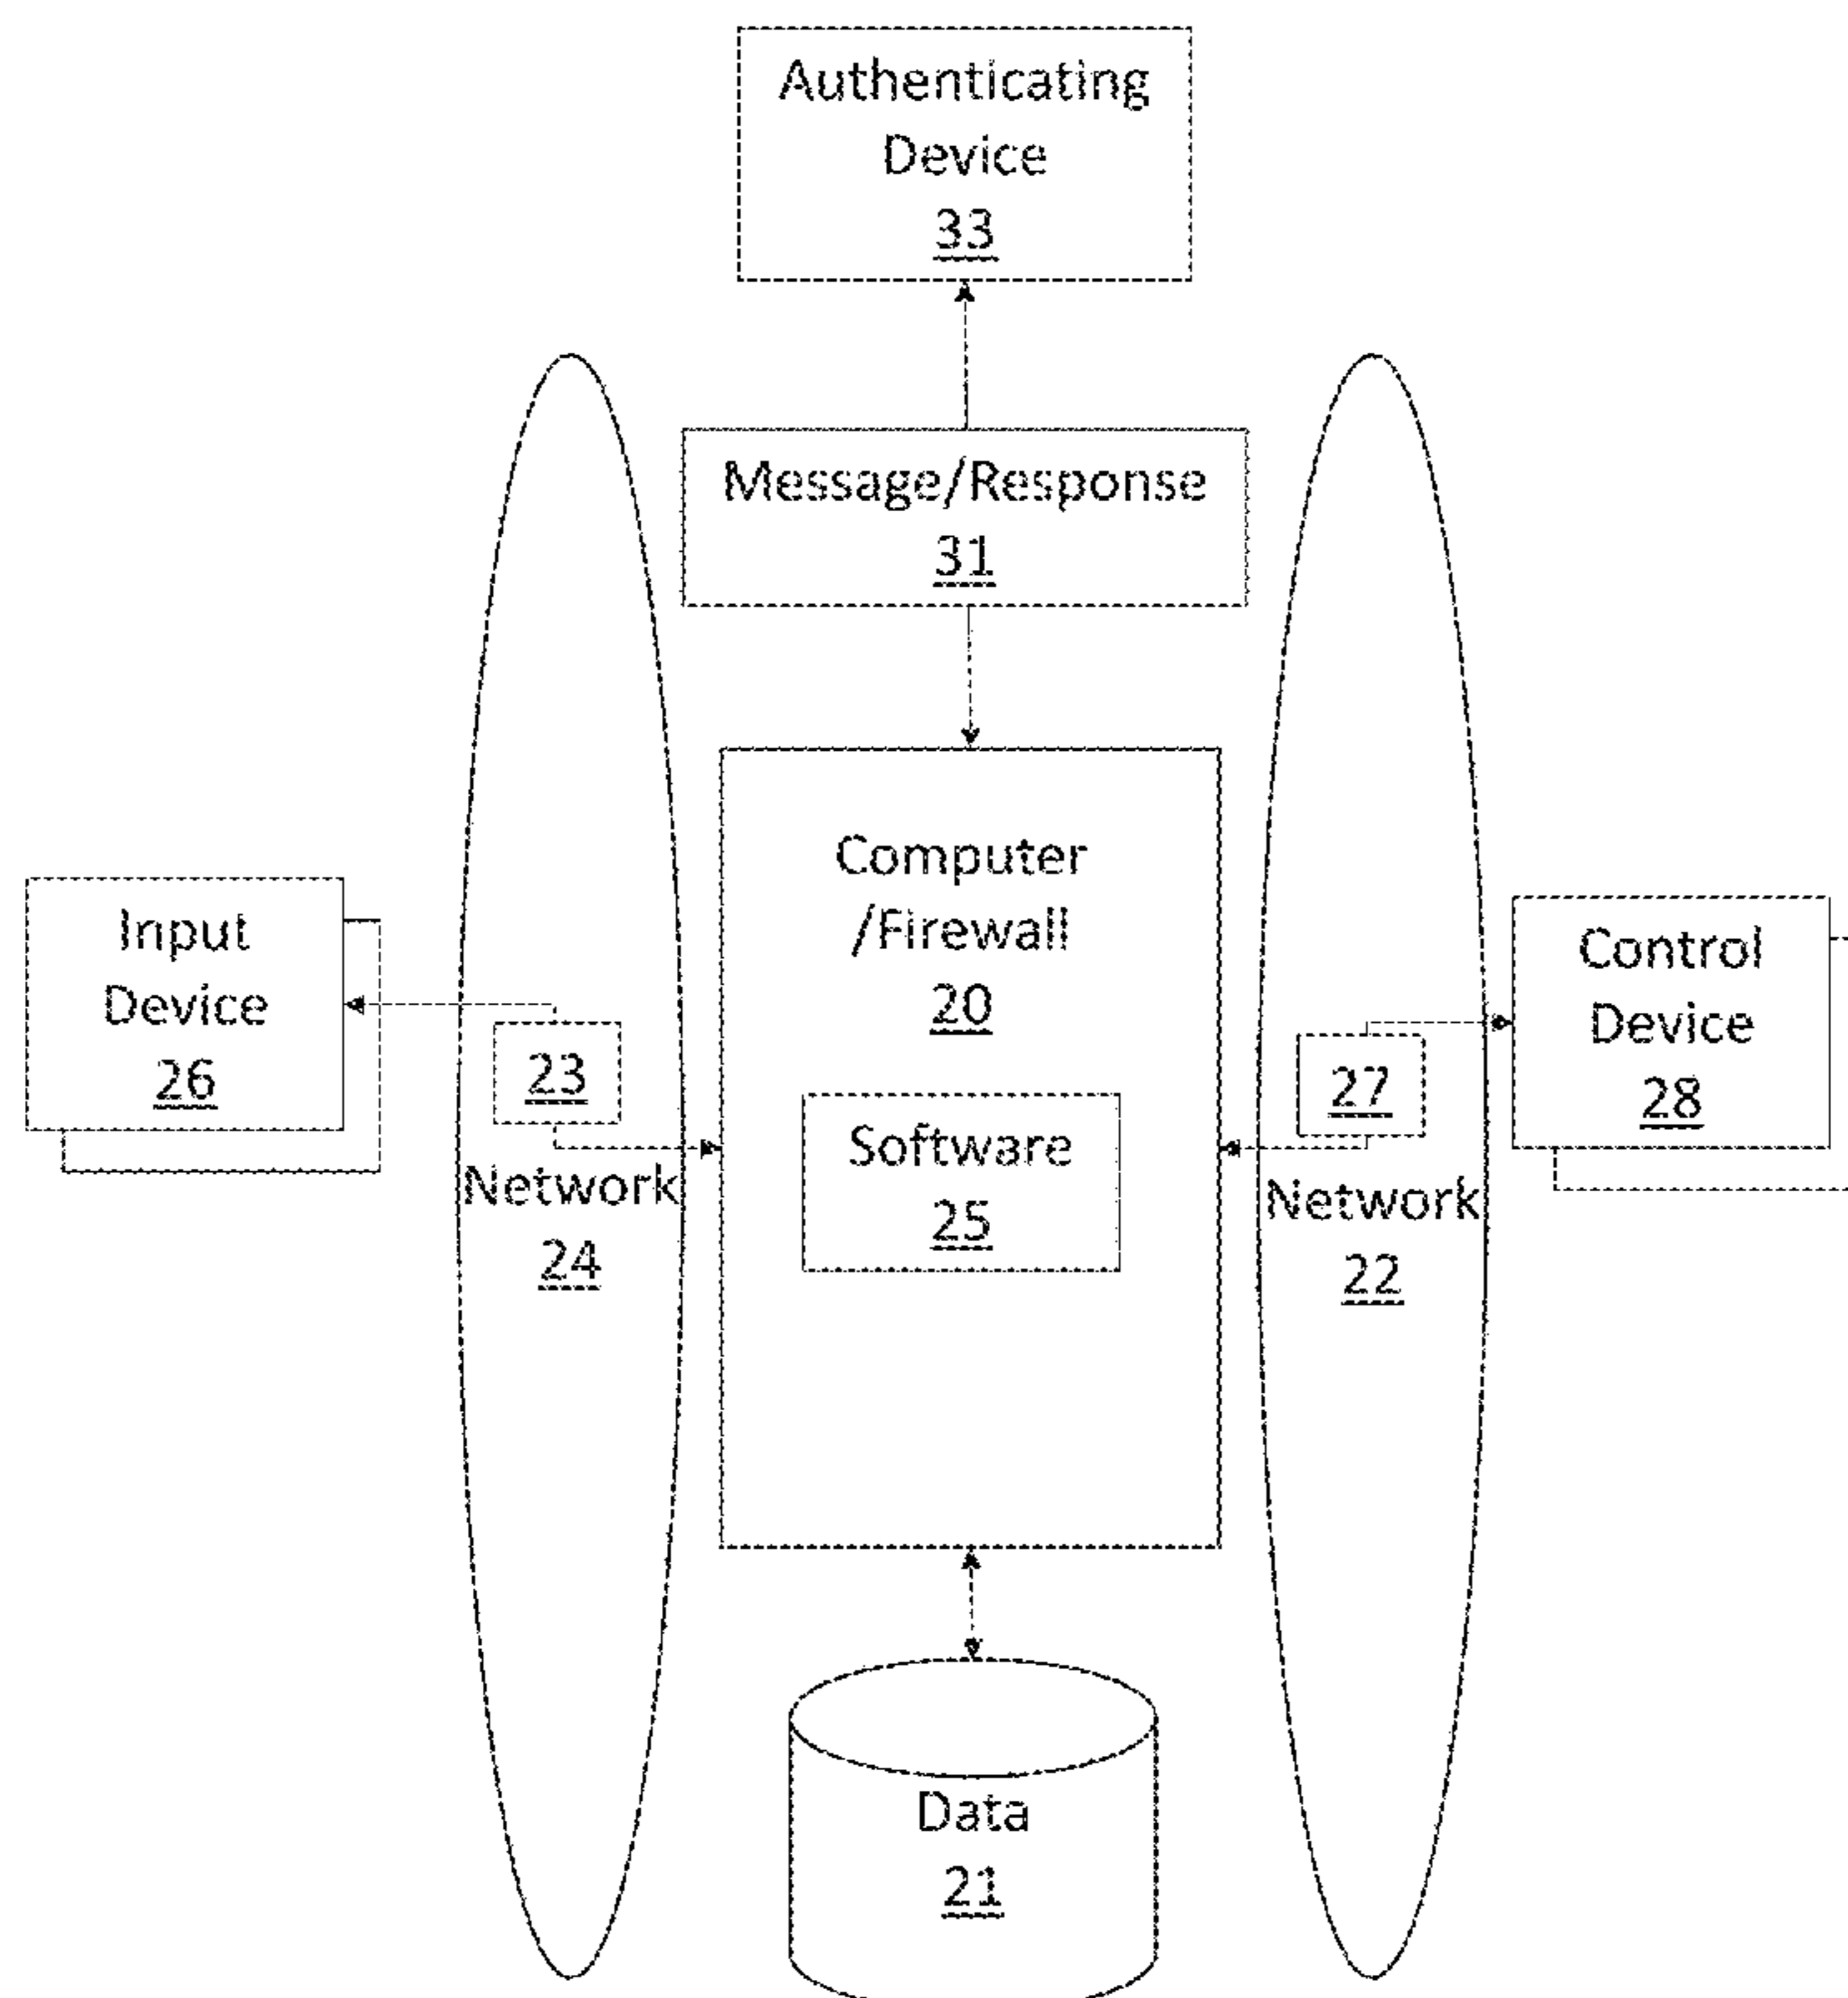 Authenticating
Device
33
Message/Response
31
Computer
/Firewall
20
Input
Device
26
Control
Device
28
23
27
Software
25
Network
24
Network
22
Data
21